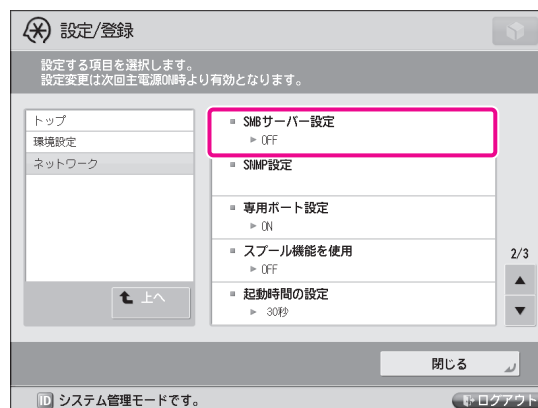 設定/登録
設定する項目を選択します。
設定変更は次回主電源ON時より有効となります。
トップ
環境設定
ネットワーク
上へ
SMBサーバー設定
OFF
SNMP設定
専用ポート設定
ON
スプール機能を使用
OFF
起動時間の設定
30秒
2/3
閉じる
ID システム管理モードです。
ログアウト